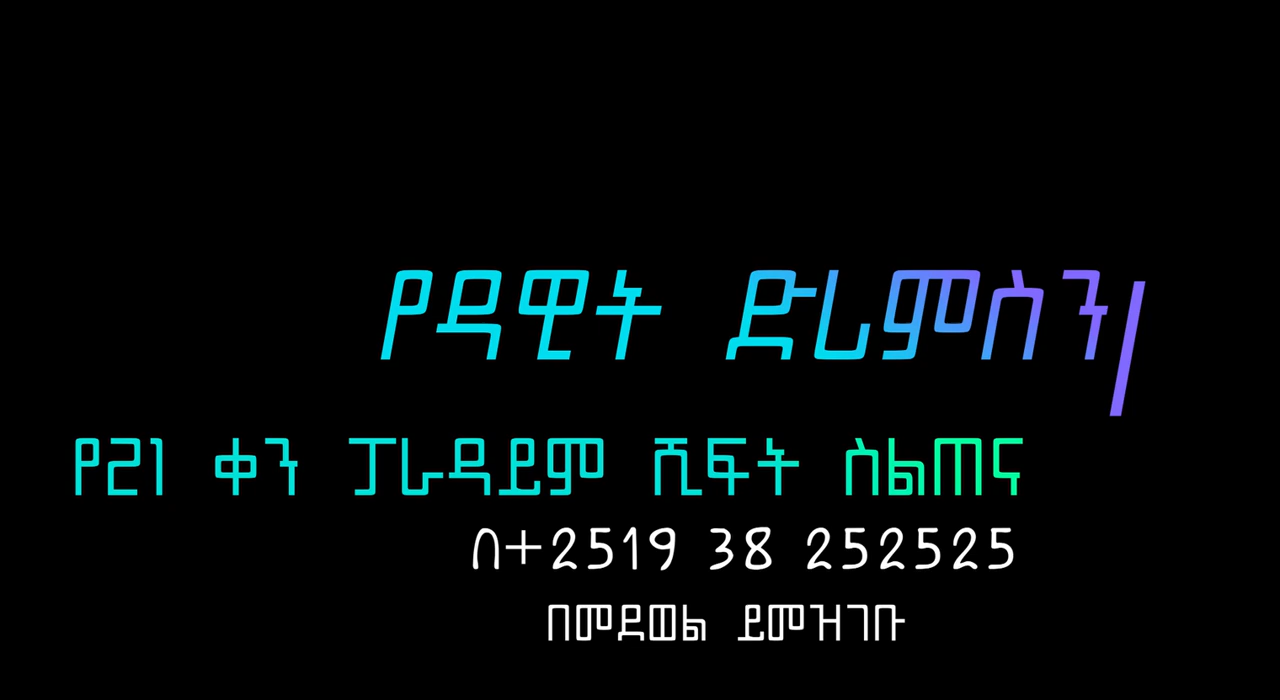 የዳዊት ድሪምስን/
የ21 ቀን ፓራዳይም ሺፍት ስልጠና
በ+2519 38 252525
በመደወል ይመዝገቡ